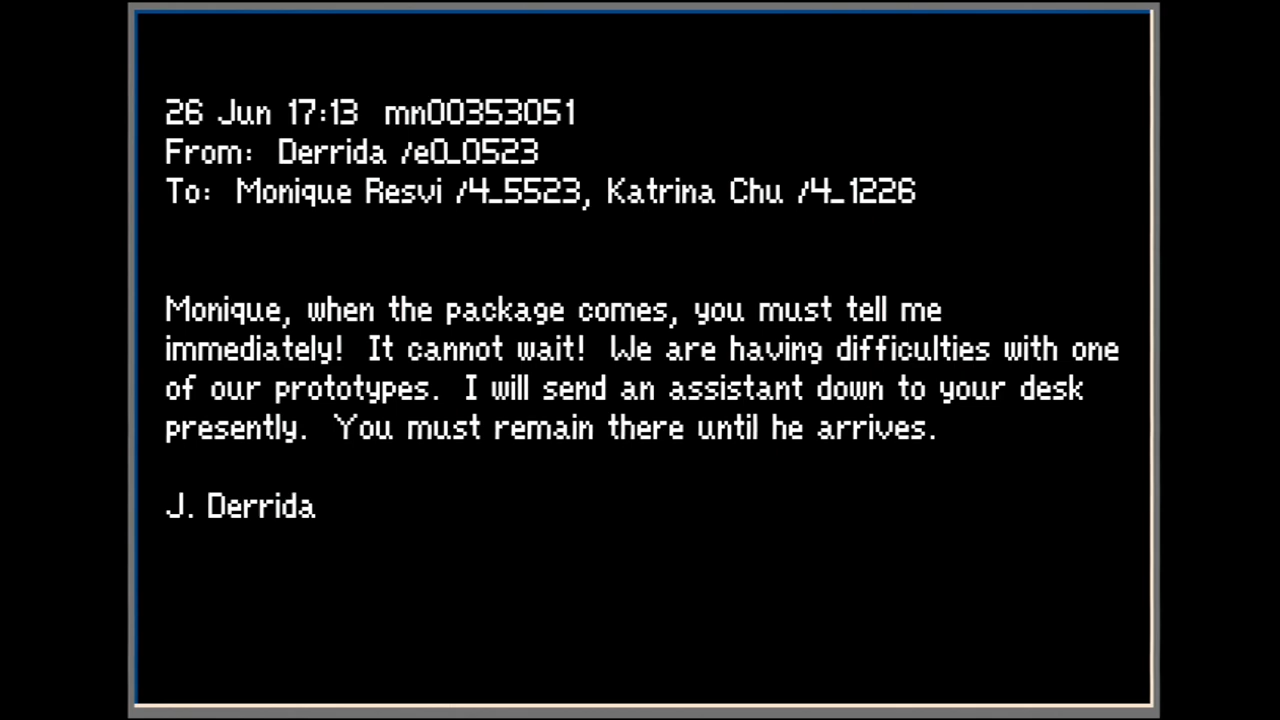 26 Jun 17:13  mn00353051
From:  Derrida /e0_0523
To:  Monique Resvi /4_5523, Katrina Chu /4_1226
Monique, when the package comes, you must tell me
immediately!  It cannot wait!  We are having difficulties with one
of our prototypes.  I will send an assistant down to your desk
presently.  You must remain there until he arrives.
J. Derrida